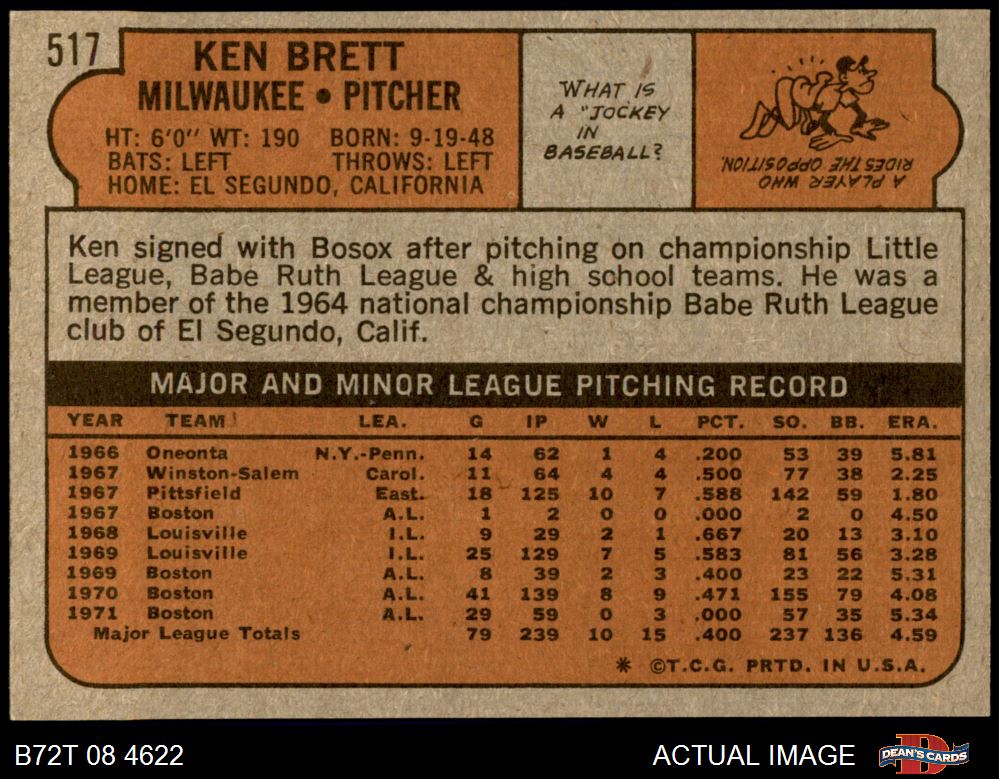 517
KEN BRETT
MILWAUKEE • PITCHER
HT: 6'0" WT: 190 BORN: 9-19-48
BATS: LEFT THROWS: LEFT
HOME: EL SEGUNDO, CALIFORNIA
WHAT IS
A "JOCKEY
IN
BASEBALL?
A PLAYER WHO
RIDES THE OPPOSITION.
Ken signed with Bosox after pitching on championship Little
League, Babe Ruth League & high school teams. He was a
member of the 1964 national championship Babe Ruth League
club of El Segundo, Calif.
MAJOR AND MINOR LEAGUE PITCHING RECORD
YEAR TEAM LEA. G IP W L PCT. SO. BB. ERA.
1966 Oneonta N.Y.-Penn. 14 62 1 4 .200 53 39 5.81
1967 Winston-Salem Carol. 11 64 4 4 .500 77 38 2.25
1967 Pittsfield East. 18 125 10 7 .588 142 59 1.80
1967 Boston A.L. 1 2 0 0 .000 2 0 4.50
1968 Louisville I.L. 9 29 2 1 .667 20 13 3.10
1969 Louisville I.L. 25 129 7 5 .583 81 56 3.28
1969 Boston A.L. 8 39 2 3 .400 23 22 5.31
1970 Boston A.L. 41 139 8 9 .471 155 79 4.08
1971 Boston A.L. 29 59 0 3 .000 57 35 5.34
Major League Totals 79 239 10 15 .400 237 136 4.59
* ©T.C.G. PRTD. IN U.S.A.
B72T 08 4622
ACTUAL IMAGE
DEAN'S CARDS